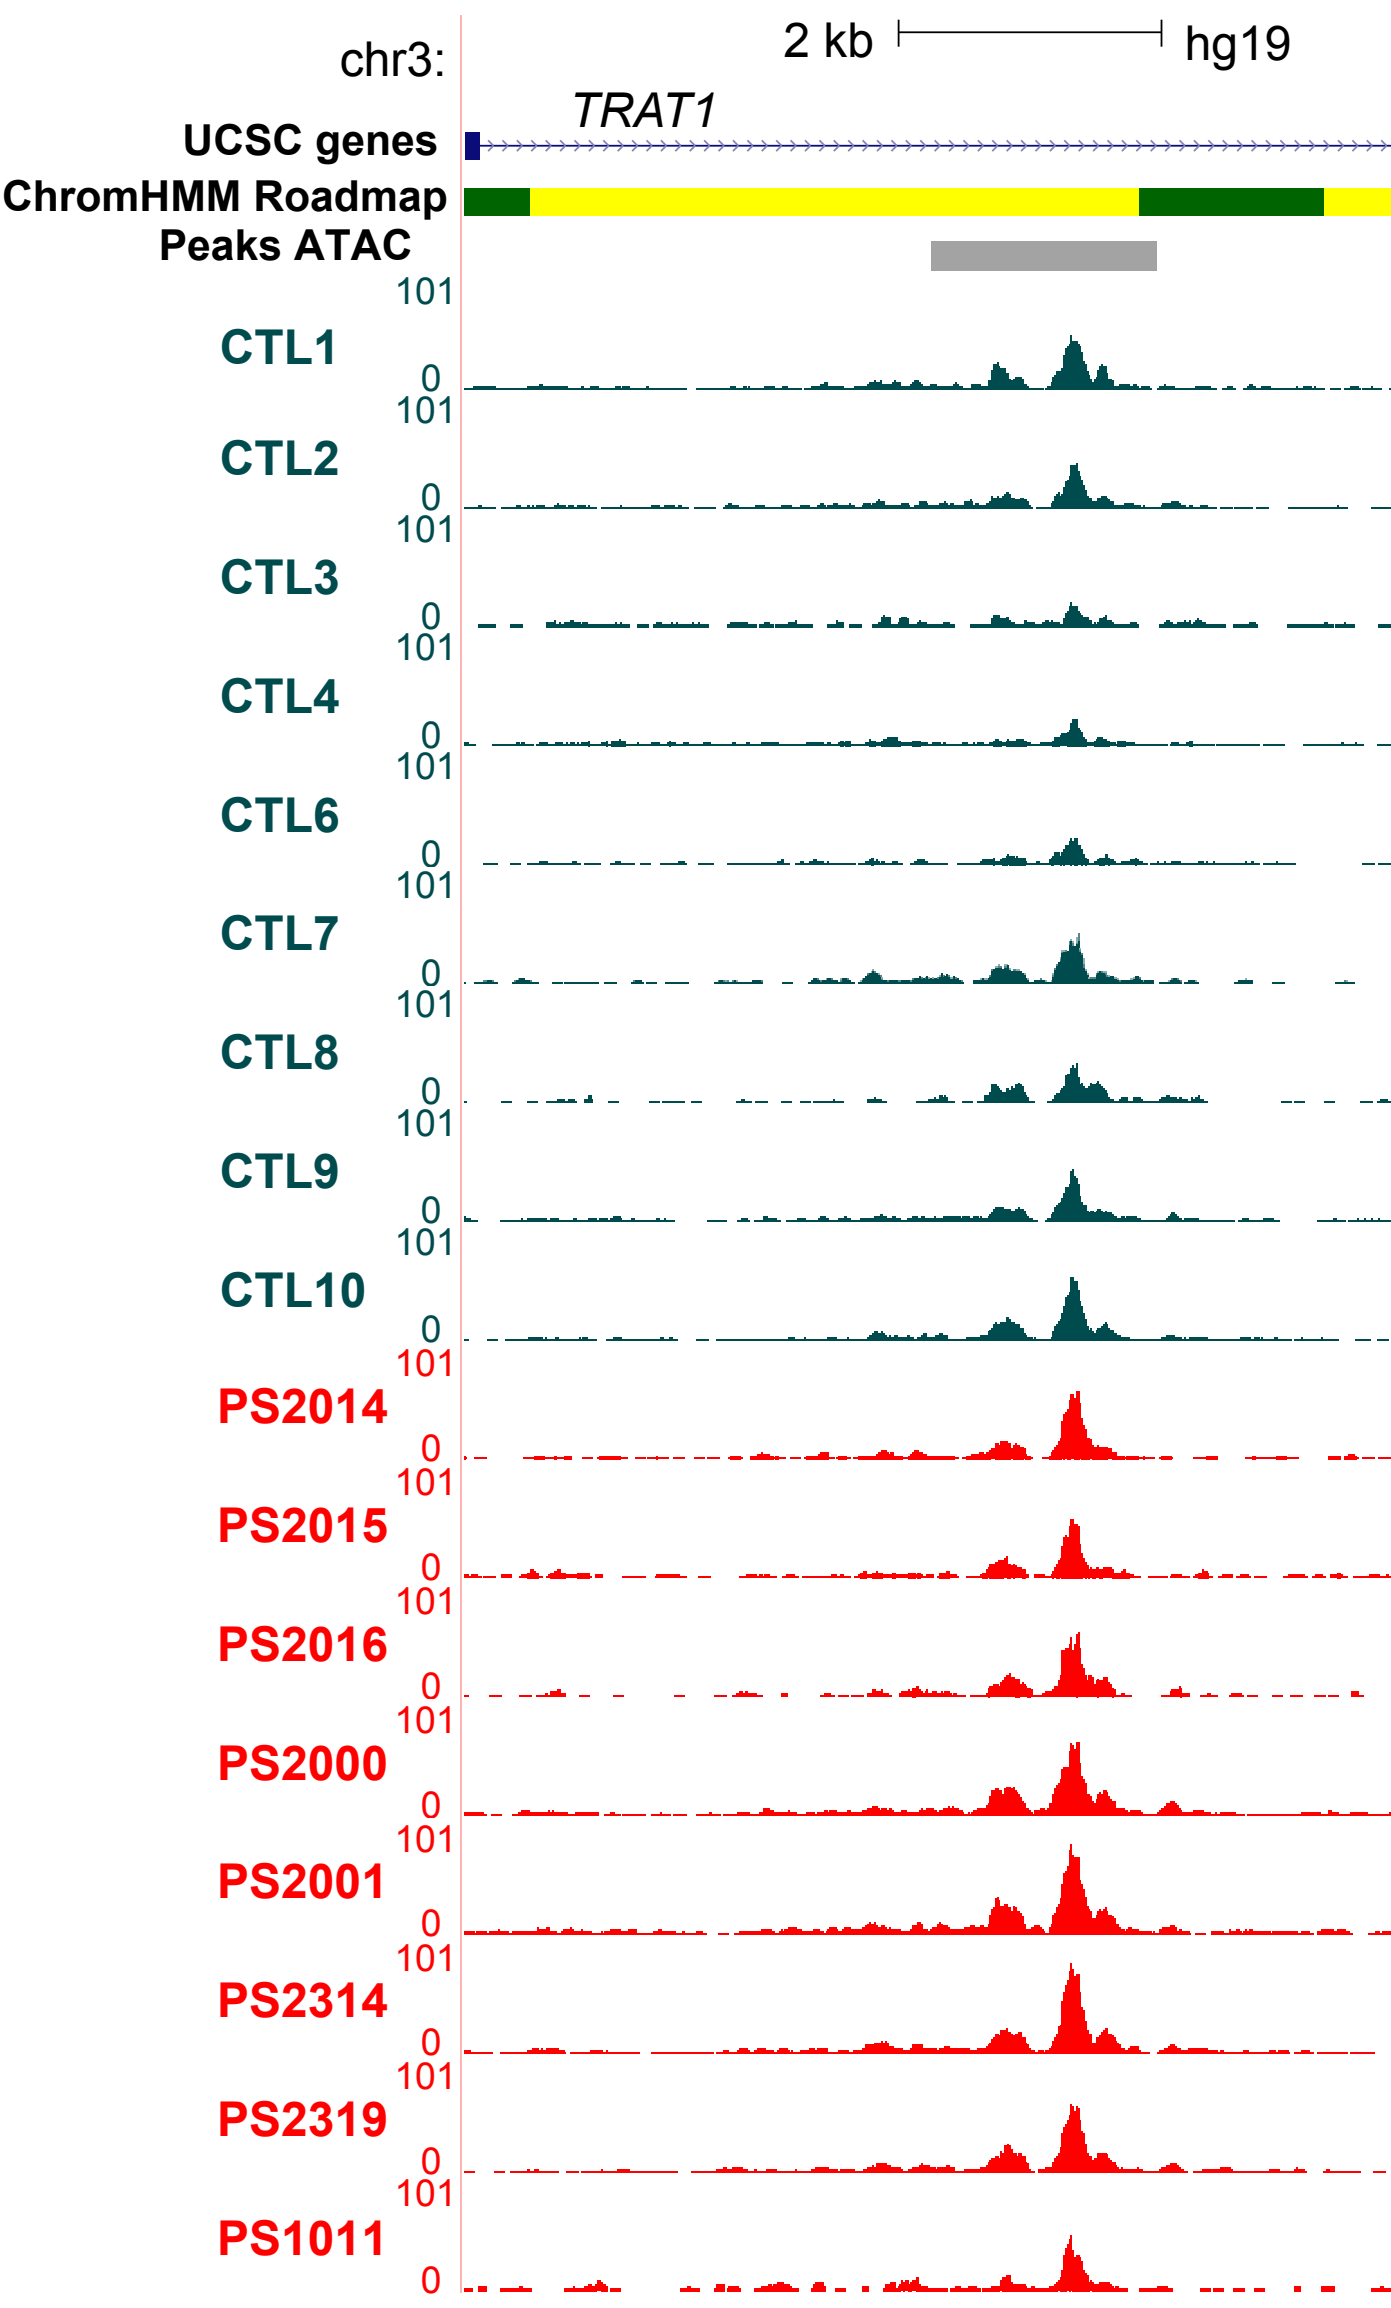 2 kb hg19
chr3:
TRAT1
UCSC genes
ChromHMM Roadmap
Peaks ATAC
101
CTL1
0
101
CTL2
0
101
CTL3
0
101
CTL4
0
101
CTL6
0
101
CTL7
0
101
CTL8
0
101
CTL9
0
101
CTL10
0
101
PS2014
0
101
PS2015
0
101
PS2016
0
101
PS2000
0
101
PS2001
0
101
PS2314
0
101
PS2319
0
101
PS1011
0